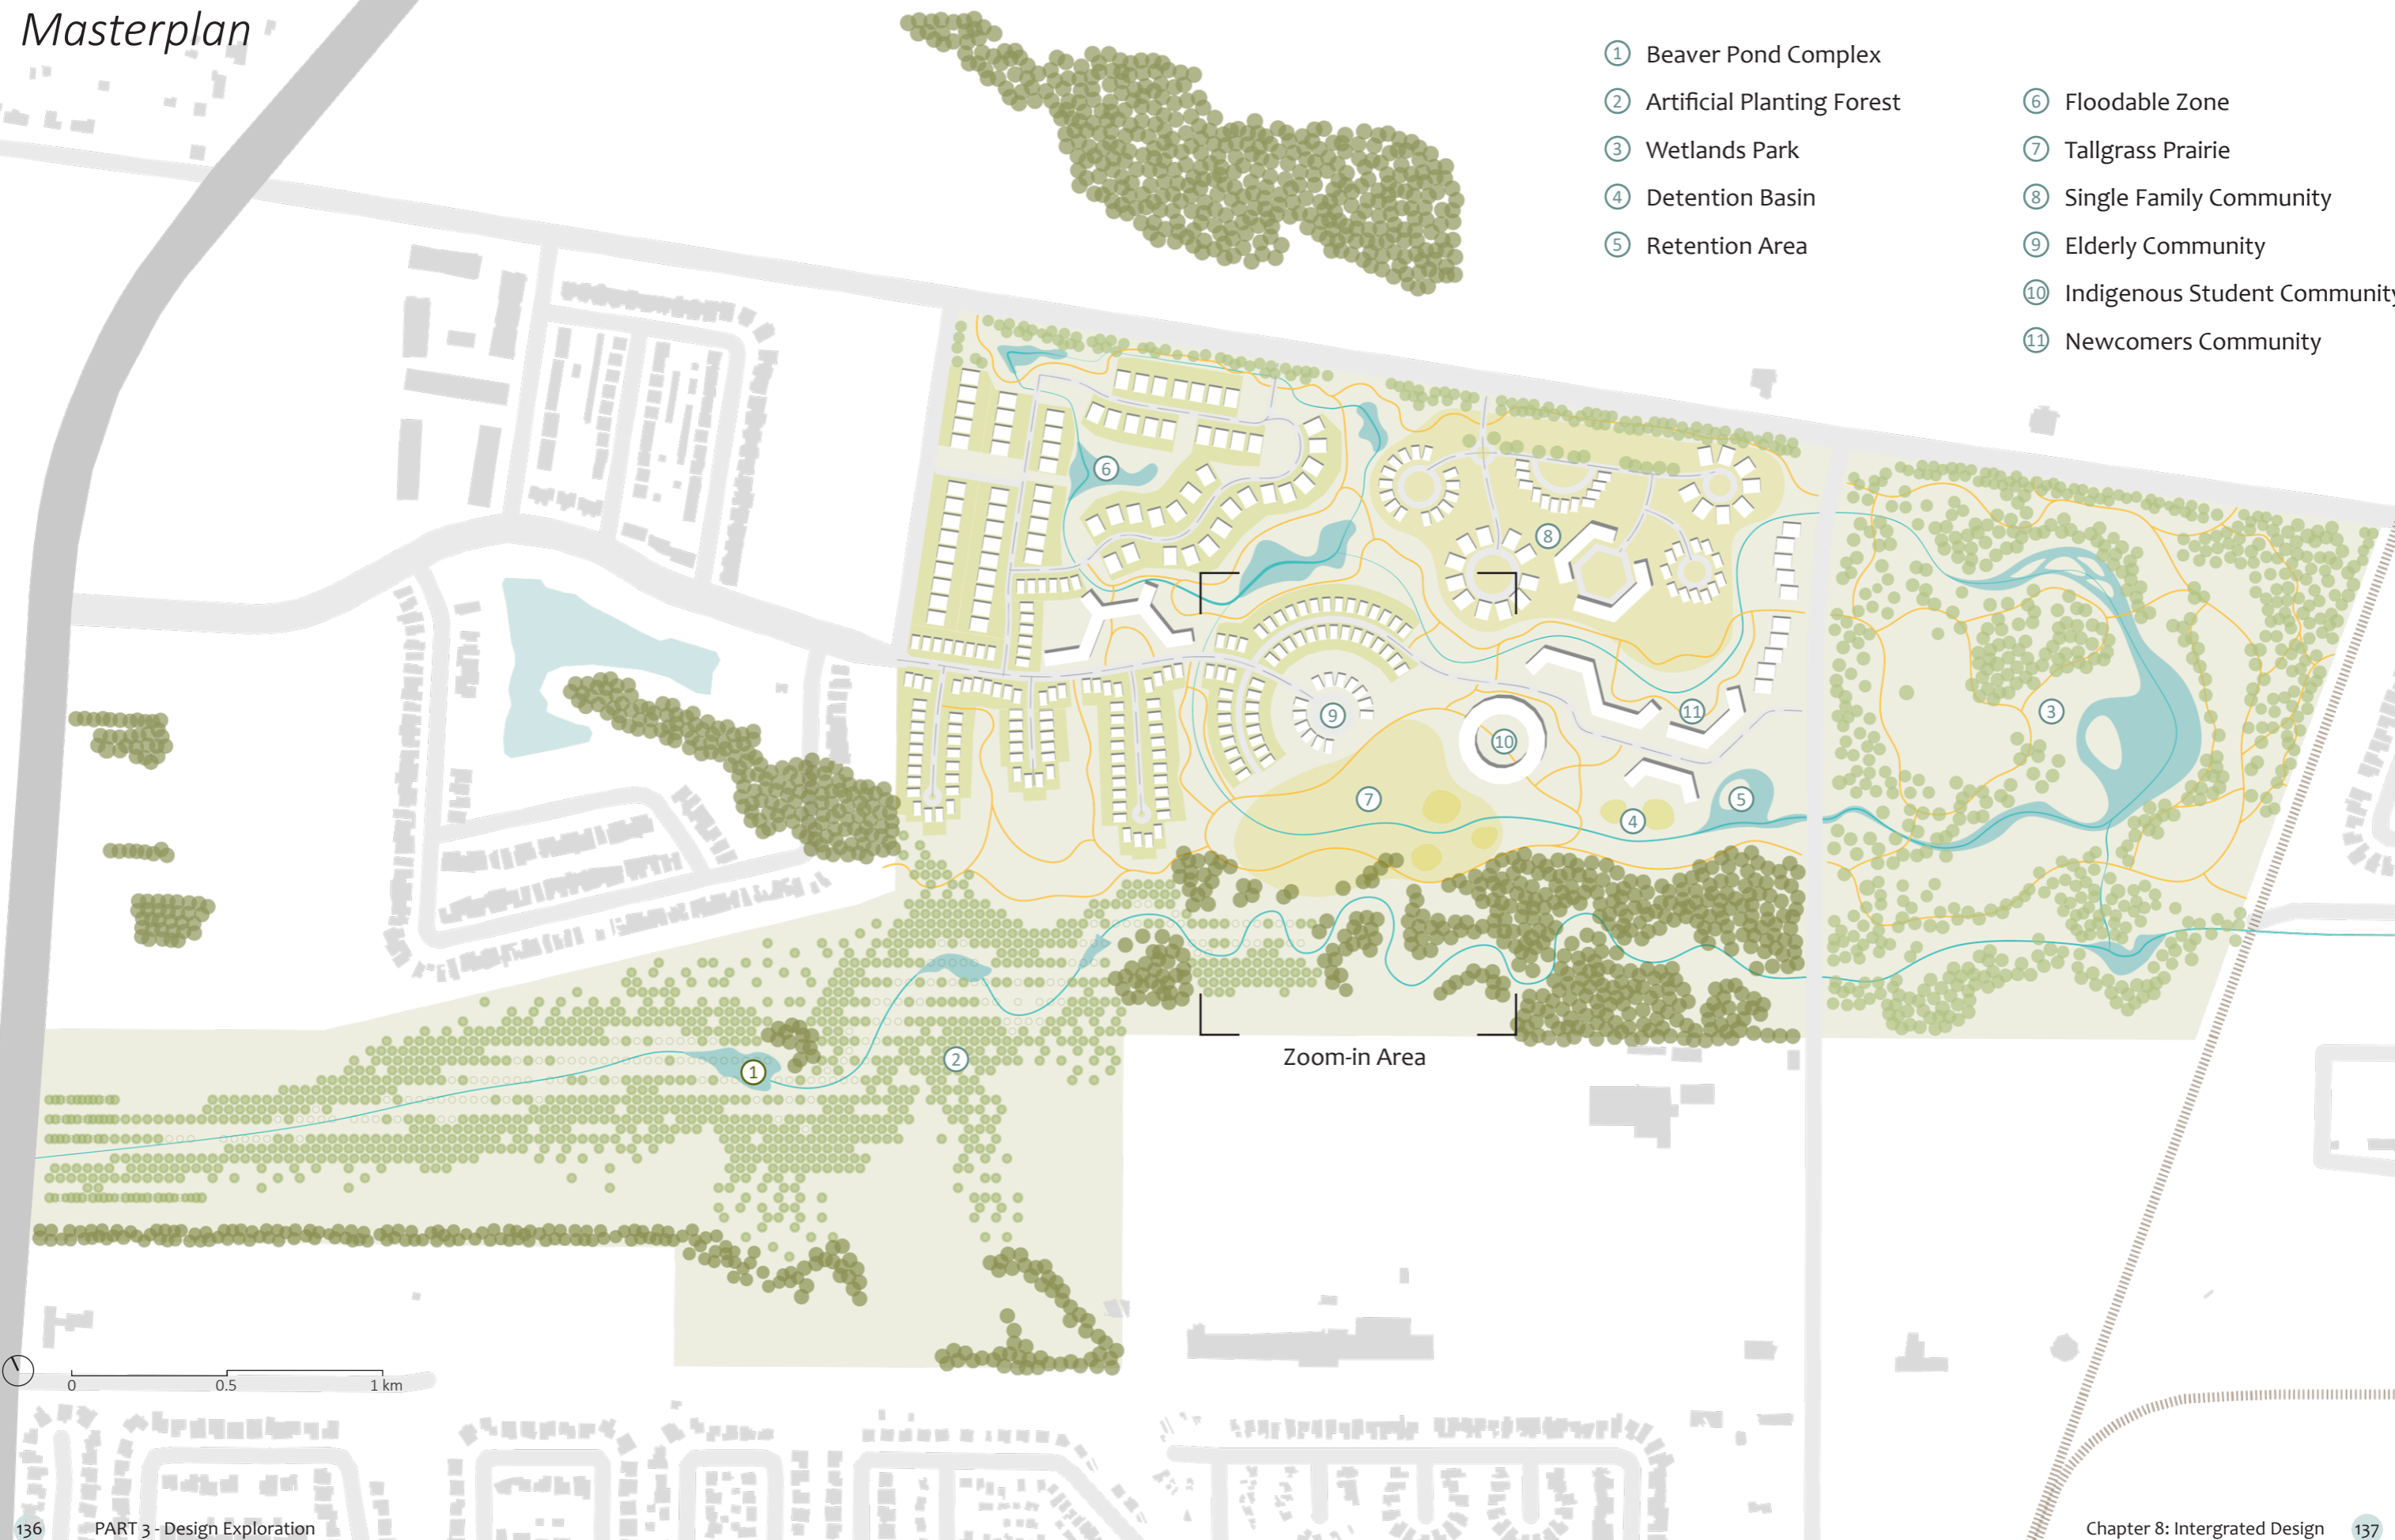 Masterplan
1 Beaver Pond Complex
2 Artificial Planting Forest
3 Wetlands Park
4 Detention Basin
5 Retention Area
6 Floodable Zone
7 Tallgrass Prairie
8 Single Family Community
9 Elderly Community
10 Indigenous Student Community
11 Newcomers Community
6
8
3
9
11
10
7
5
4
2
1
Zoom-in Area
0 0.5 1 km
136 PART 3 - Design Exploration
Chapter 8: Intergrated Design 137